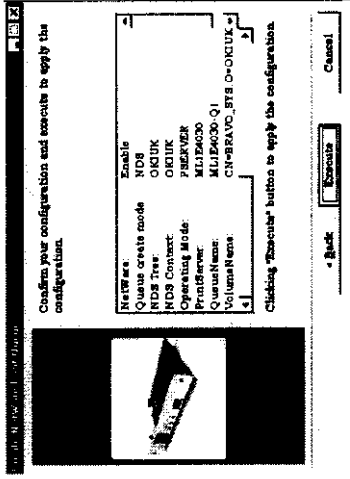 Confirm your configuration and execute to apply the
configuration.
NetWare: Enable
Queue create mode NDS
NDS Tree: OKIUK
NDS Context: OKIUK
Operating Mode: PSERVER
PrintServer: ML1E4030
QueueName: ML1E4030-Q1
VolumeName: CN=BRAVO_SYS.O=OKIUK
Clicking "Execute" button to apply the configuration
< Back
Execute
Cancel